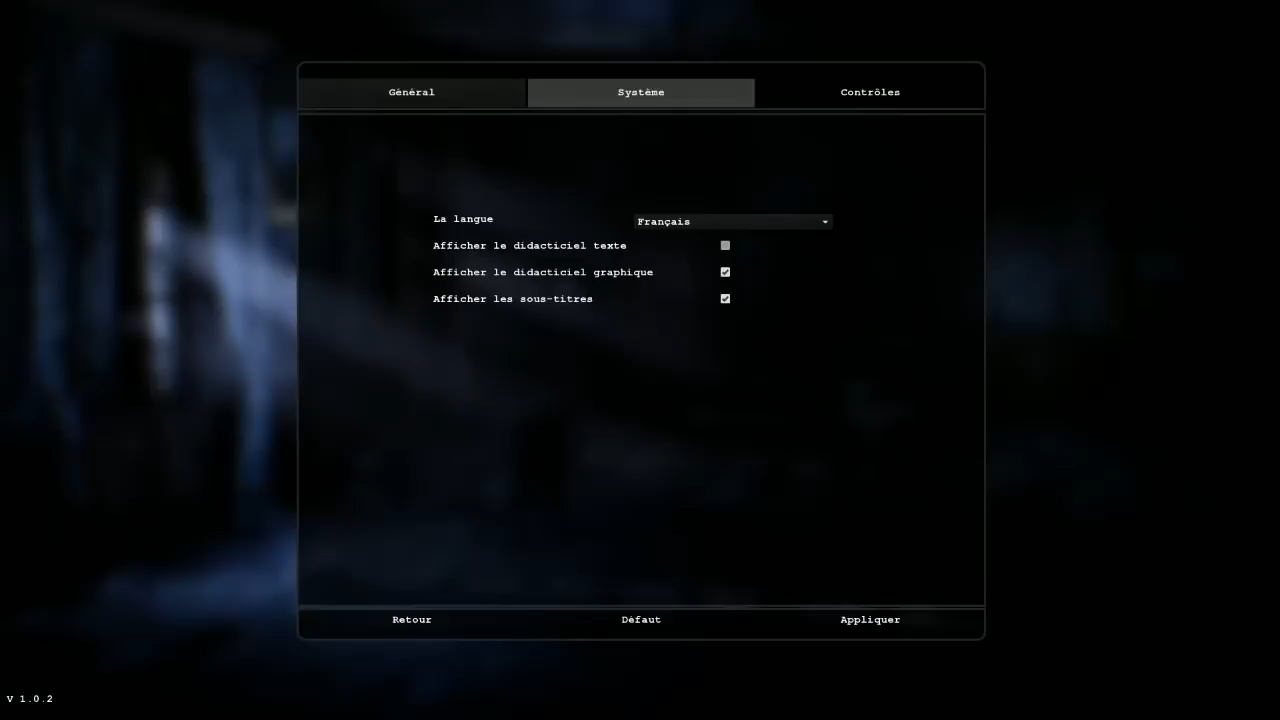 Général
Système
Contrôles
La langue
Français
Afficher le didacticiel texte
Afficher le didacticiel graphique
Afficher les sous-titres
Retour
Défaut
Appliquer
V 1.0.2